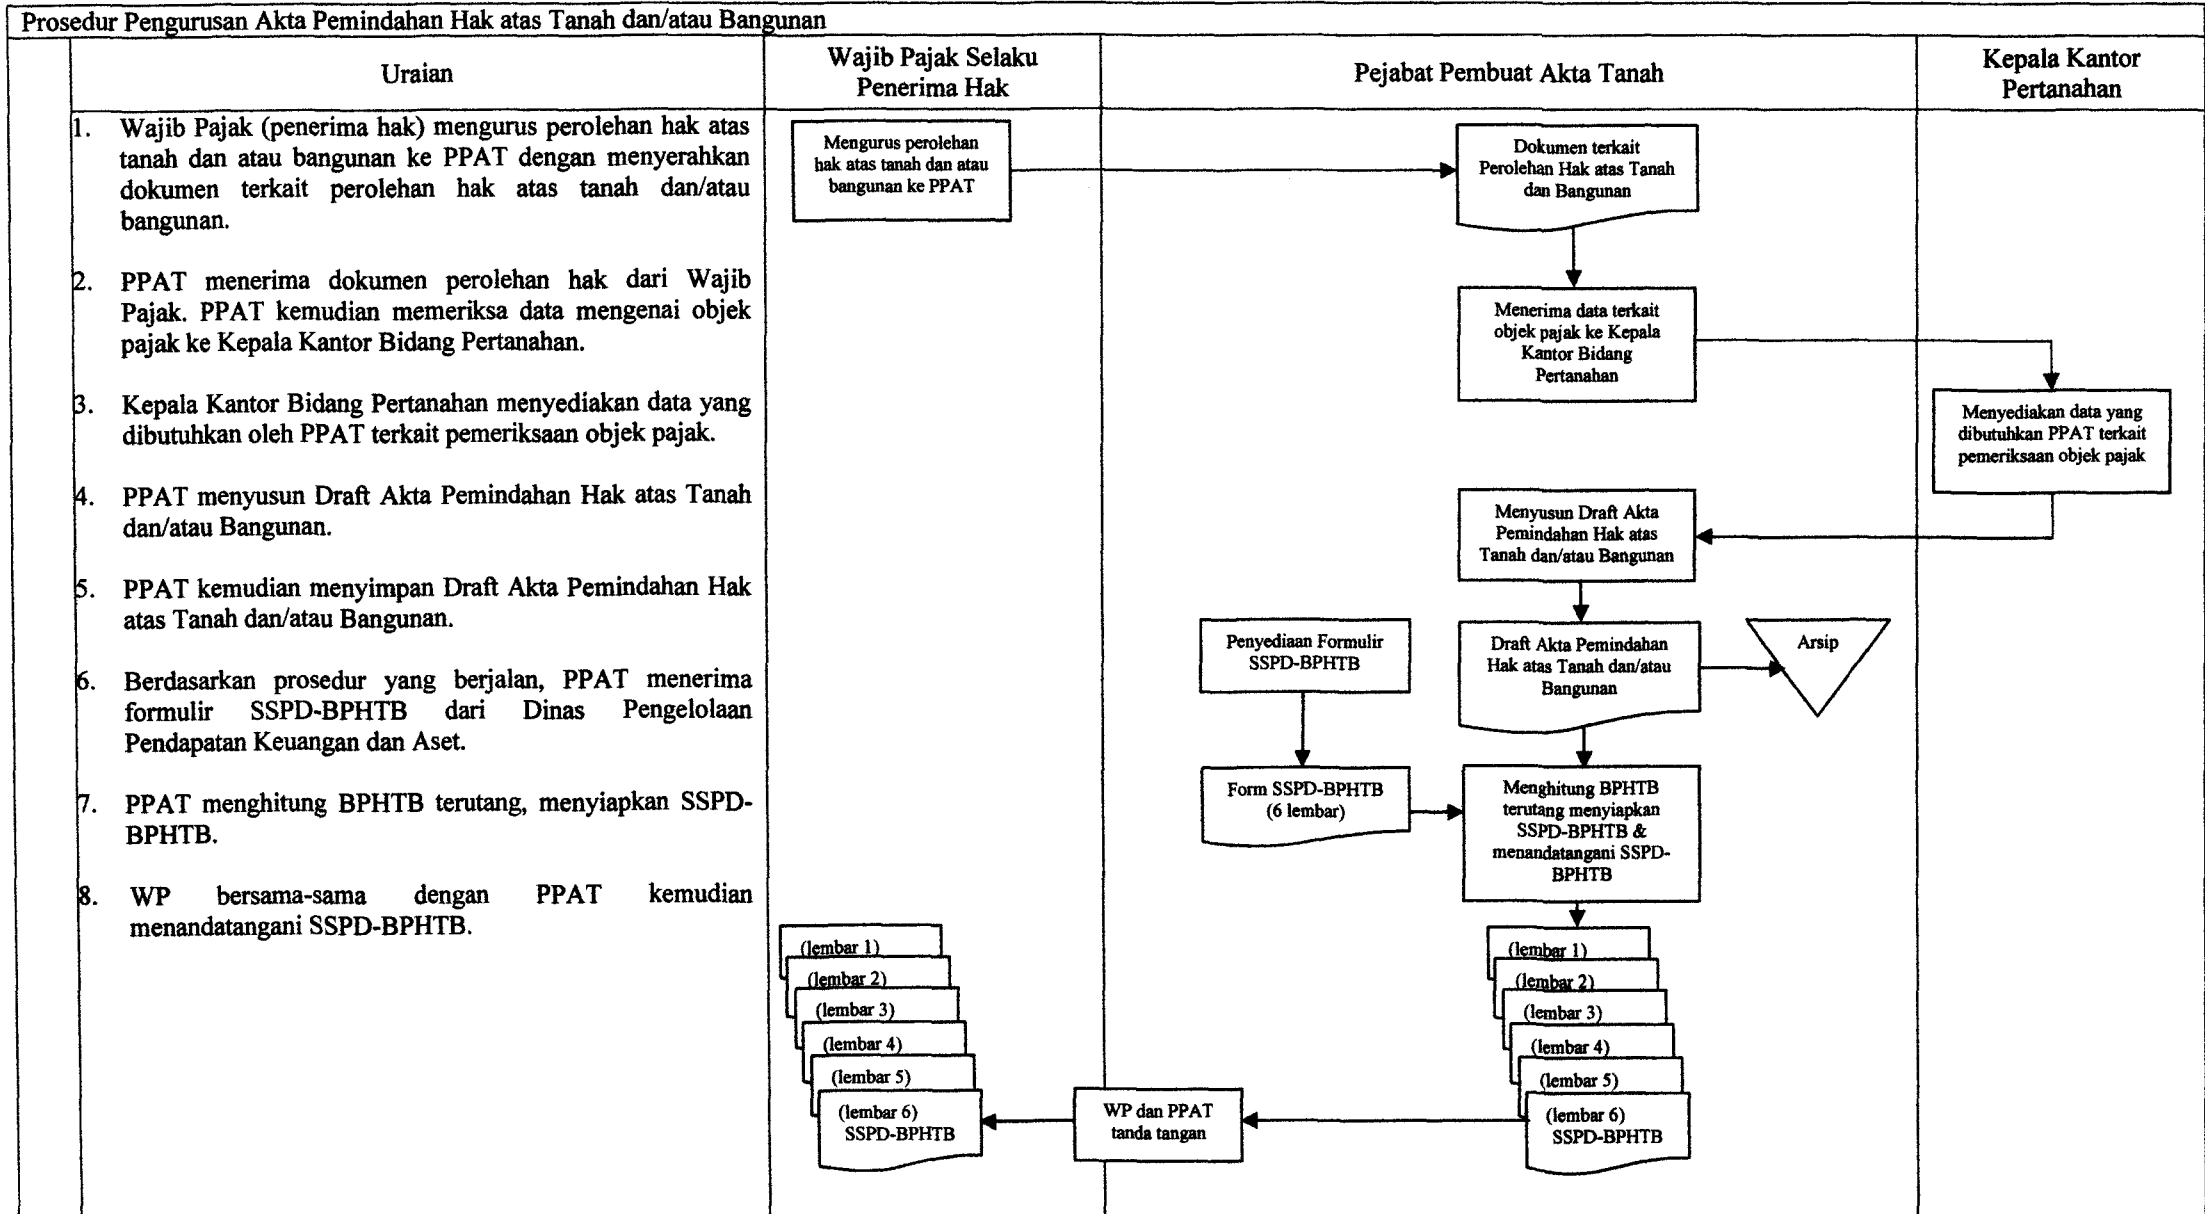 Prosedur Pengurusan Akta Pemindahan Hak atas Tanah dan/atau Bangunan
Uraian
Wajib Pajak Selaku
Penerima Hak
Pejabat Pembuat Akta Tanah
Kepala Kantor
Pertanahan
1. Wajib Pajak (penerima hak) mengurus perolehan hak atas
tanah dan atau bangunan ke PPAT dengan menyerahkan
dokumen terkait perolehan hak atas tanah dan/atau
bangunan.
2. PPAT menerima dokumen perolehan hak dari Wajib
Pajak. PPAT kemudian memeriksa data mengenai objek
pajak ke Kepala Kantor Bidang Pertanahan.
3. Kepala Kantor Bidang Pertanahan menyediakan data yang
dibutuhkan oleh PPAT terkait pemeriksaan objek pajak.
4. PPAT menyusun Draft Akta Pemindahan Hak atas Tanah
dan/atau Bangunan.
5. PPAT kemudian menyimpan Draft Akta Pemindahan Hak
atas Tanah dan/atau Bangunan.
6. Berdasarkan prosedur yang berjalan, PPAT menerima
formulir SSPD-BPHTB dari Dinas Pengelolaan
Pendapatan Keuangan dan Aset.
7. PPAT menghitung BPHTB terutang, menyiapkan SSPD-
BPHTB.
8. WP bersama-sama dengan PPAT kemudian
menandatangani SSPD-BPHTB.
Mengurus perolehan
hak atas tanah dan atau
bangunan ke PPAT
Dokumen terkait
Perolehan Hak atas Tanah
dan Bangunan
Menerima data terkait
objek pajak ke Kepala
Kantor Bidang
Pertanahan
Menyediakan data yang
dibutuhkan PPAT terkait
pemeriksaan objek pajak
Menyusun Draft Akta
Pemindahan Hak atas
Tanah dan/atau Bangunan
Penyediaan Formulir
SSPD-BPHTB
Draft Akta Pemindahan
Hak atas Tanah dan/atau
Bangunan
Arsip
Form SSPD-BPHTB
(6 lembar)
Menghitung BPHTB
terutang menyiapkan
SSPD-BPHTB &
menandatangani SSPD-
BPHTB
(lembar 1)
(lembar 2)
(lembar 3)
(lembar 4)
(lembar 5)
(lembar 6)
SSPD-BPHTB
WP dan PPAT
tanda tangan
(lembar 1)
(lembar 2)
(lembar 3)
(lembar 4)
(lembar 5)
(lembar 6)
SSPD-BPHTB